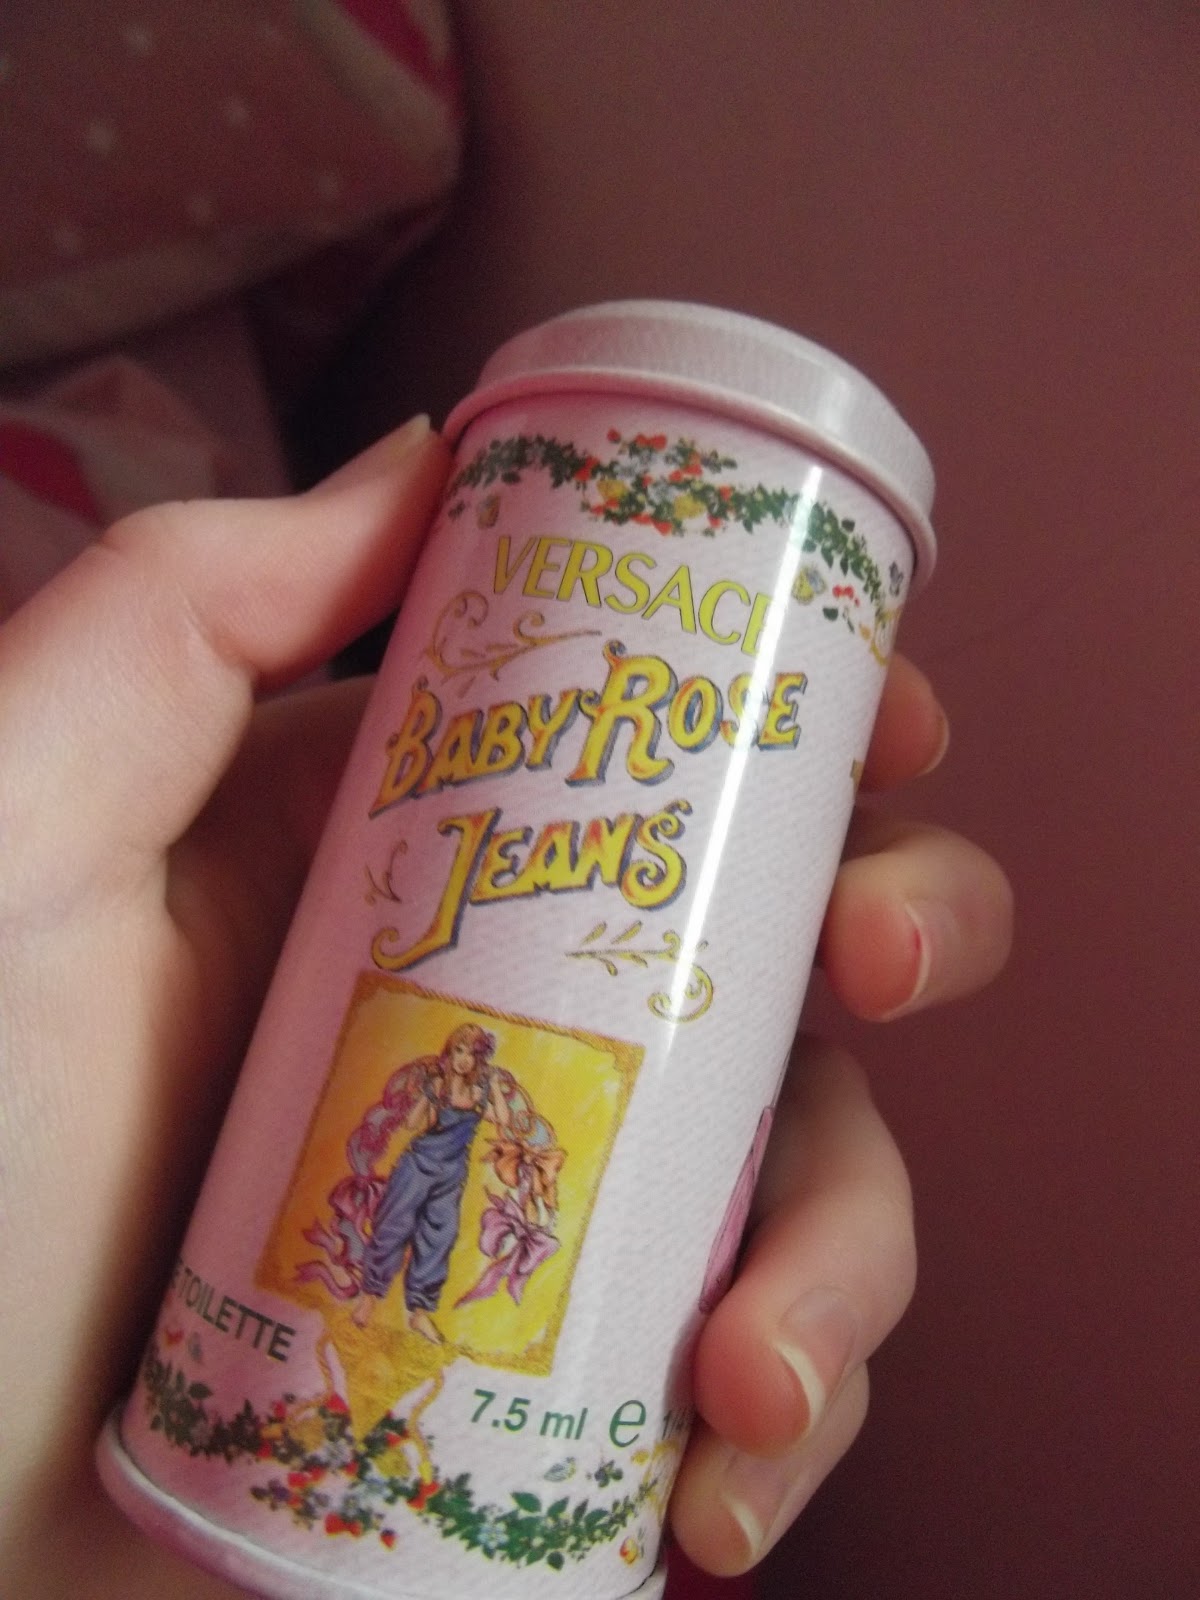 VERSACE
BABY ROSE
JEANS
TOILETTE
7.5 ml e